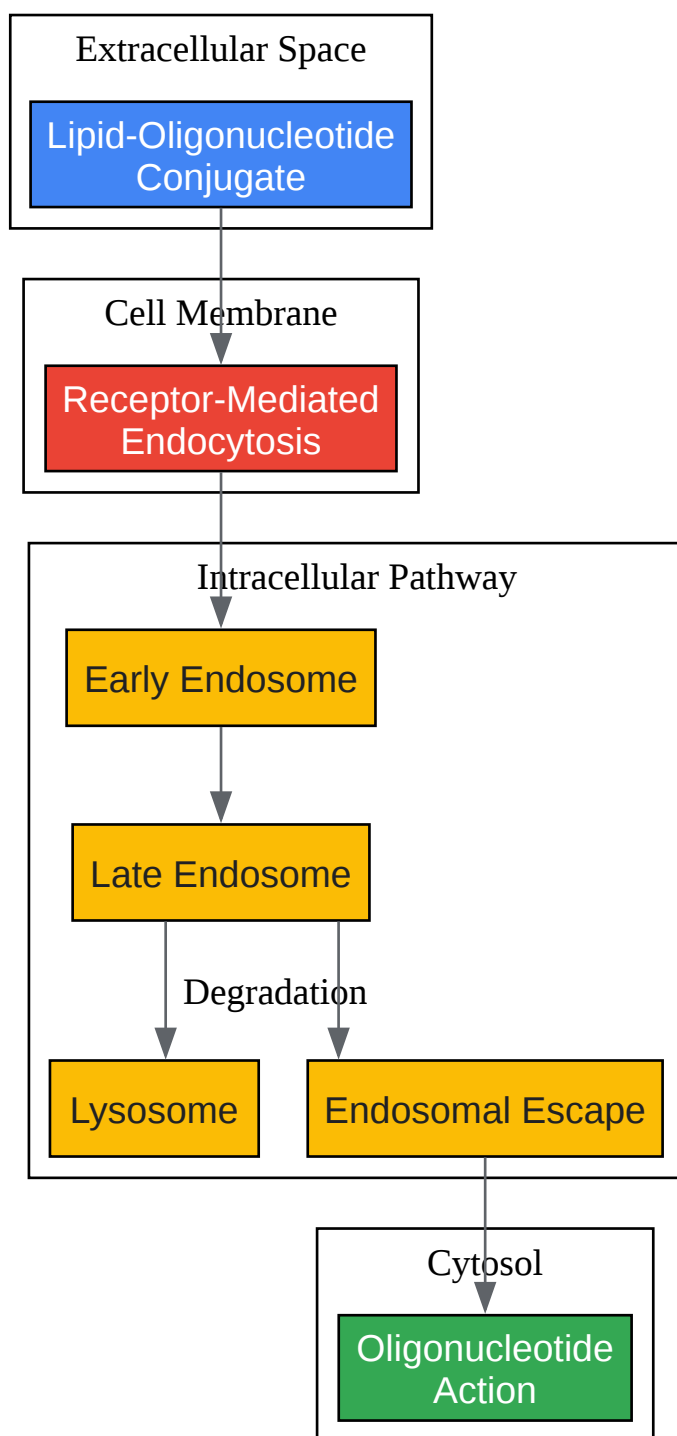 Extracellular Space
Lipid-Oligonucleotide
Conjugate
Cell Membrane
Receptor-Mediated
Endocytosis
Intracellular Pathway
Early Endosome
Late Endosome
Degradation
Lysosome
Endosomal Escape
Cytosol
Oligonucleotide
Action